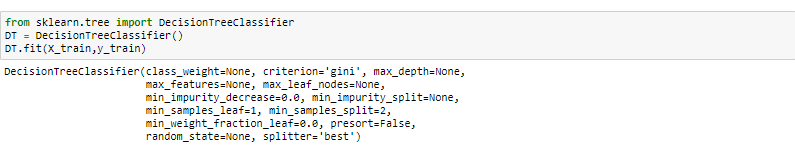 from sklearn.tree import DecisionTreeClassifier
DT = DecisionTreeClassifier()
DT.fit(X_train,y_train)
DecisionTreeClassifier(class_weight=None, criterion='gini', max_depth=None,
max_features=None, max_leaf_nodes=None,
min_impurity_decrease=0.0, min_impurity_split=None,
min_samples_leaf=1, min_samples_split=2,
min_weight_fraction_leaf=0.0, presort=False,
random_state=None, splitter='best')